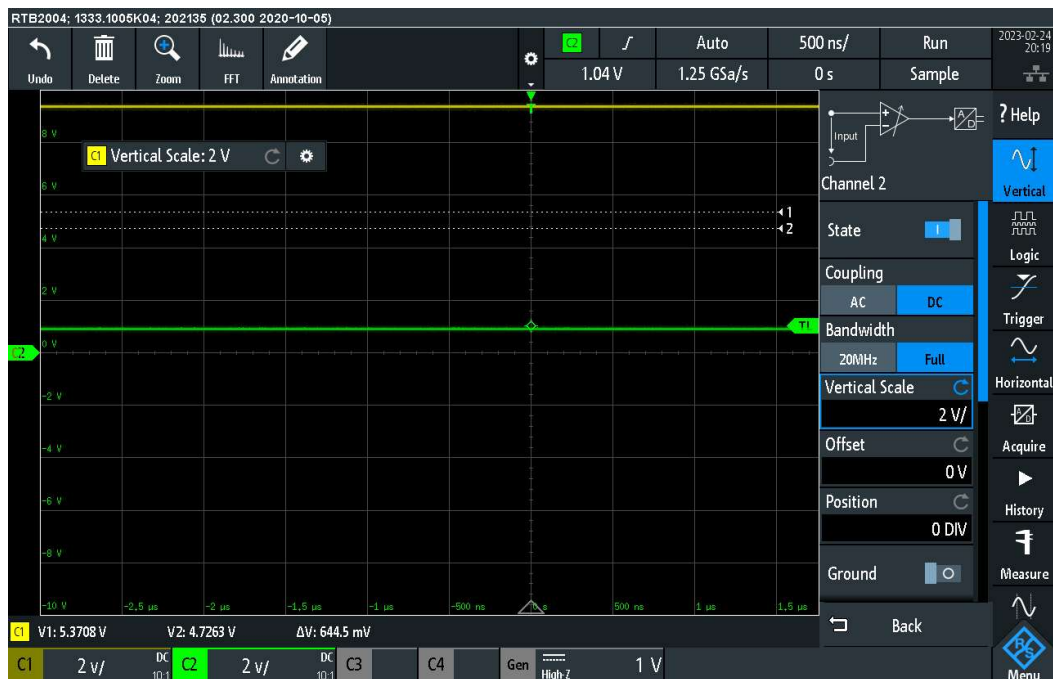 RTB2004; 1333.1005K04; 202135 (02.300 2020-10-05)
Undo Delete Zoom FFT Annotation
C2 Auto 500 ns/ Run
1.04 V 1.25 GSa/s 0 s Sample
2023-02-24
20:19
8 V
C1 Vertical Scale: 2 V
6 V
1
2
4 V
2 V
T1
C2
0 V
-2 V
-4 V
-6 V
-8 V
-10 V -2,5 µs -2 µs -1,5 µs -1 µs -500 ns 0 s 500 ns 1 µs 1,5 µs
Input
A
D
Channel 2
State
Coupling
AC DC
Bandwidth
20MHz Full
Vertical Scale
2 V/
Offset
0 V
Position
0 DIV
Ground
Back
? Help
Vertical
Logic
Trigger
Horizontal
A
D
Acquire
History
Measure
R S
Menu
C1 V1: 5.3708 V V2: 4.7263 V ΔV: 644.5 mV
C1 2 V/ DC 10:1 C2 2 V/ DC 10:1 C3 C4 Gen High-Z 1 V